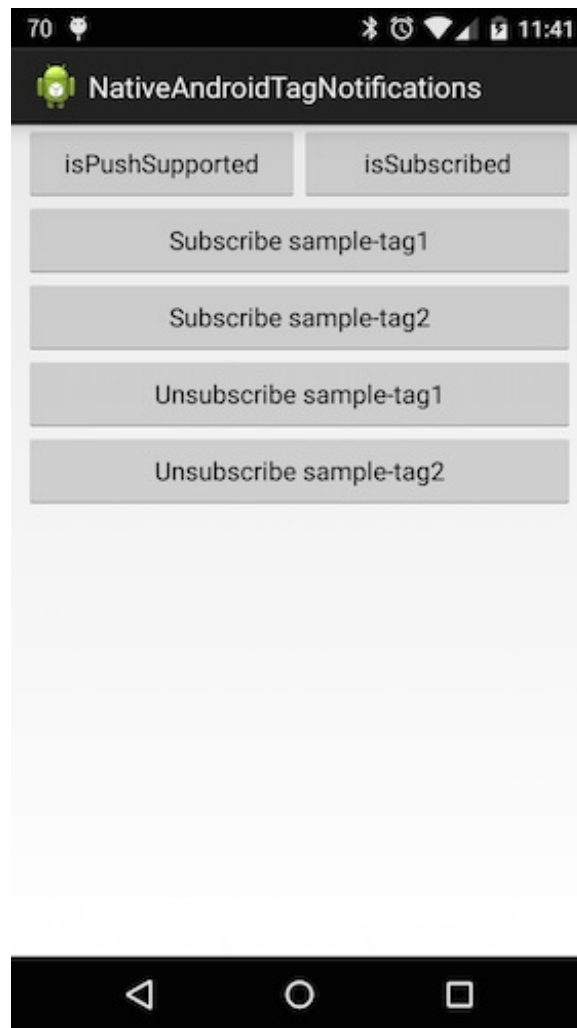 70 11:41
NativeAndroidTagNotifications
isPushSupported isSubscribed
Subscribe sample-tag1
Subscribe sample-tag2
Unsubscribe sample-tag1
Unsubscribe sample-tag2